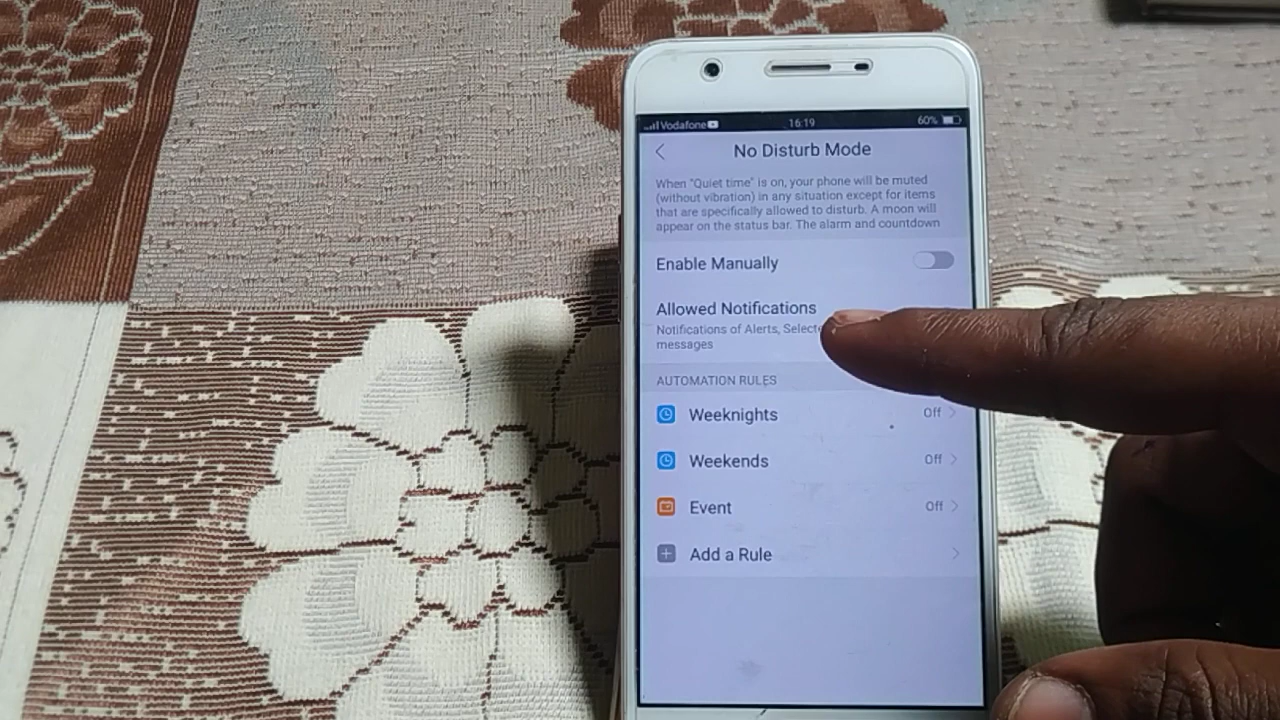 Vodafone 16:19 60%
No Disturb Mode
When "Quiet time" is on, your phone will be muted
(without vibration) in any situation except for items
that are specifically allowed to disturb. A moon will
appear on the status bar. The alarm and countdown
Enable Manually
Allowed Notifications
Notifications of Alerts,
messages
AUTOMATION RULES
Weeknights Off
Weekends Off
Event Off
Add a Rule